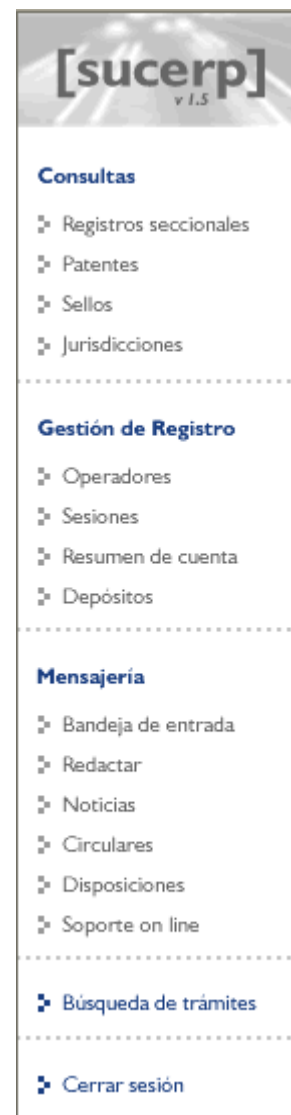 [sucerp]
v 1.5
Consultas
Registros seccionales
Patentes
Sellos
Jurisdicciones
Gestión de Registro
Operadores
Sesiones
Resumen de cuenta
Depósitos
Mensajería
Bandeja de entrada
Redactar
Noticias
Circulares
Disposiciones
Soporte on line
Búsqueda de trámites
Cerrar sesión